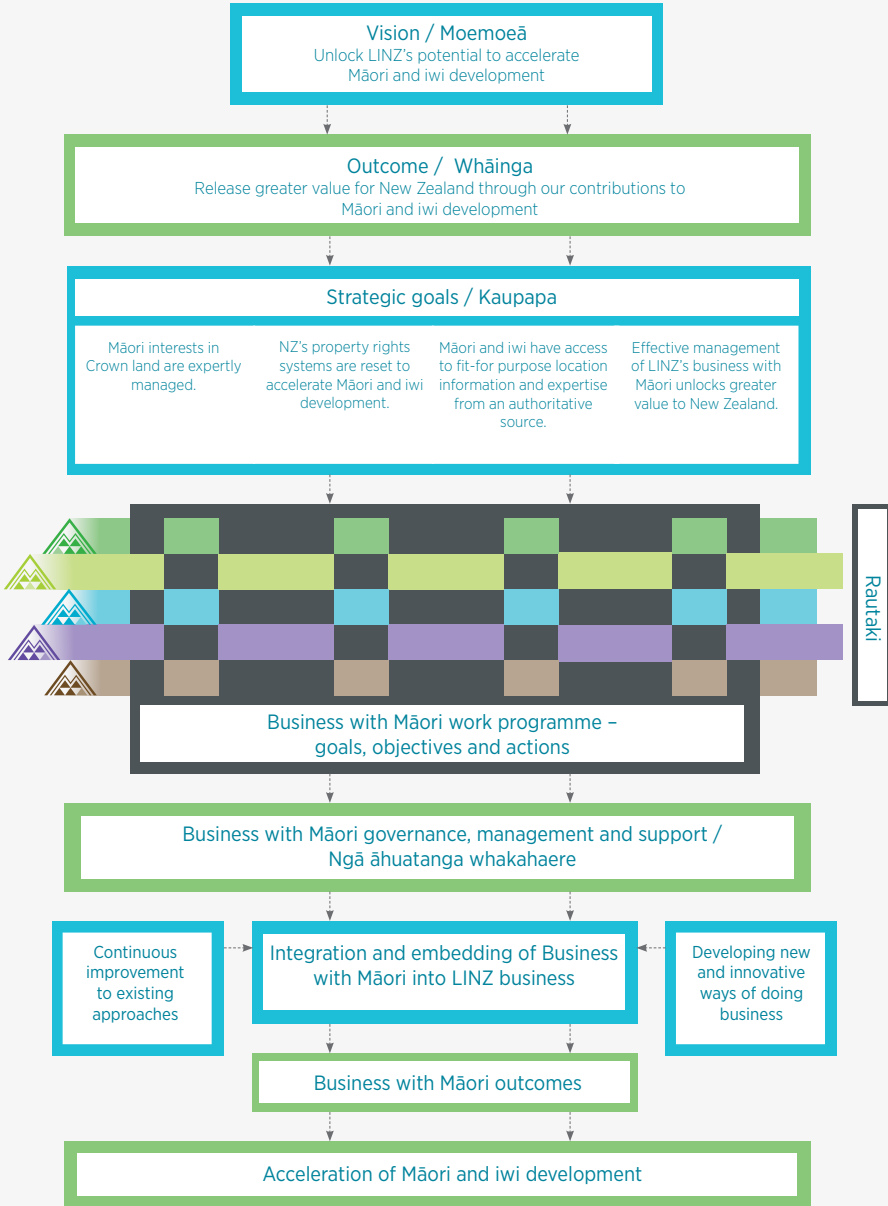 Vision / Moemoeā
Unlock LINZ's potential to accelerate
Māori and iwi development
Outcome / Whāinga
Release greater value for New Zealand through our contributions to
Māori and iwi development
Strategic goals / Kaupapa
Māori interests in
Crown land are expertly
managed.
NZ's property rights
systems are reset to
accelerate Māori and iwi
development.
Māori and iwi have access
to fit-for purpose location
information and expertise
from an authoritative
source.
Effective management
of LINZ's business with
Māori unlocks greater
value to New Zealand.
Rautaki
Business with Māori work programme –
goals, objectives and actions
Business with Māori governance, management and support /
Ngā āhuatanga whakahaere
Continuous
improvement
to existing
approaches
Integration and embedding of Business
with Māori into LINZ business
Developing new
and innovative
ways of doing
business
Business with Māori outcomes
Acceleration of Māori and iwi development